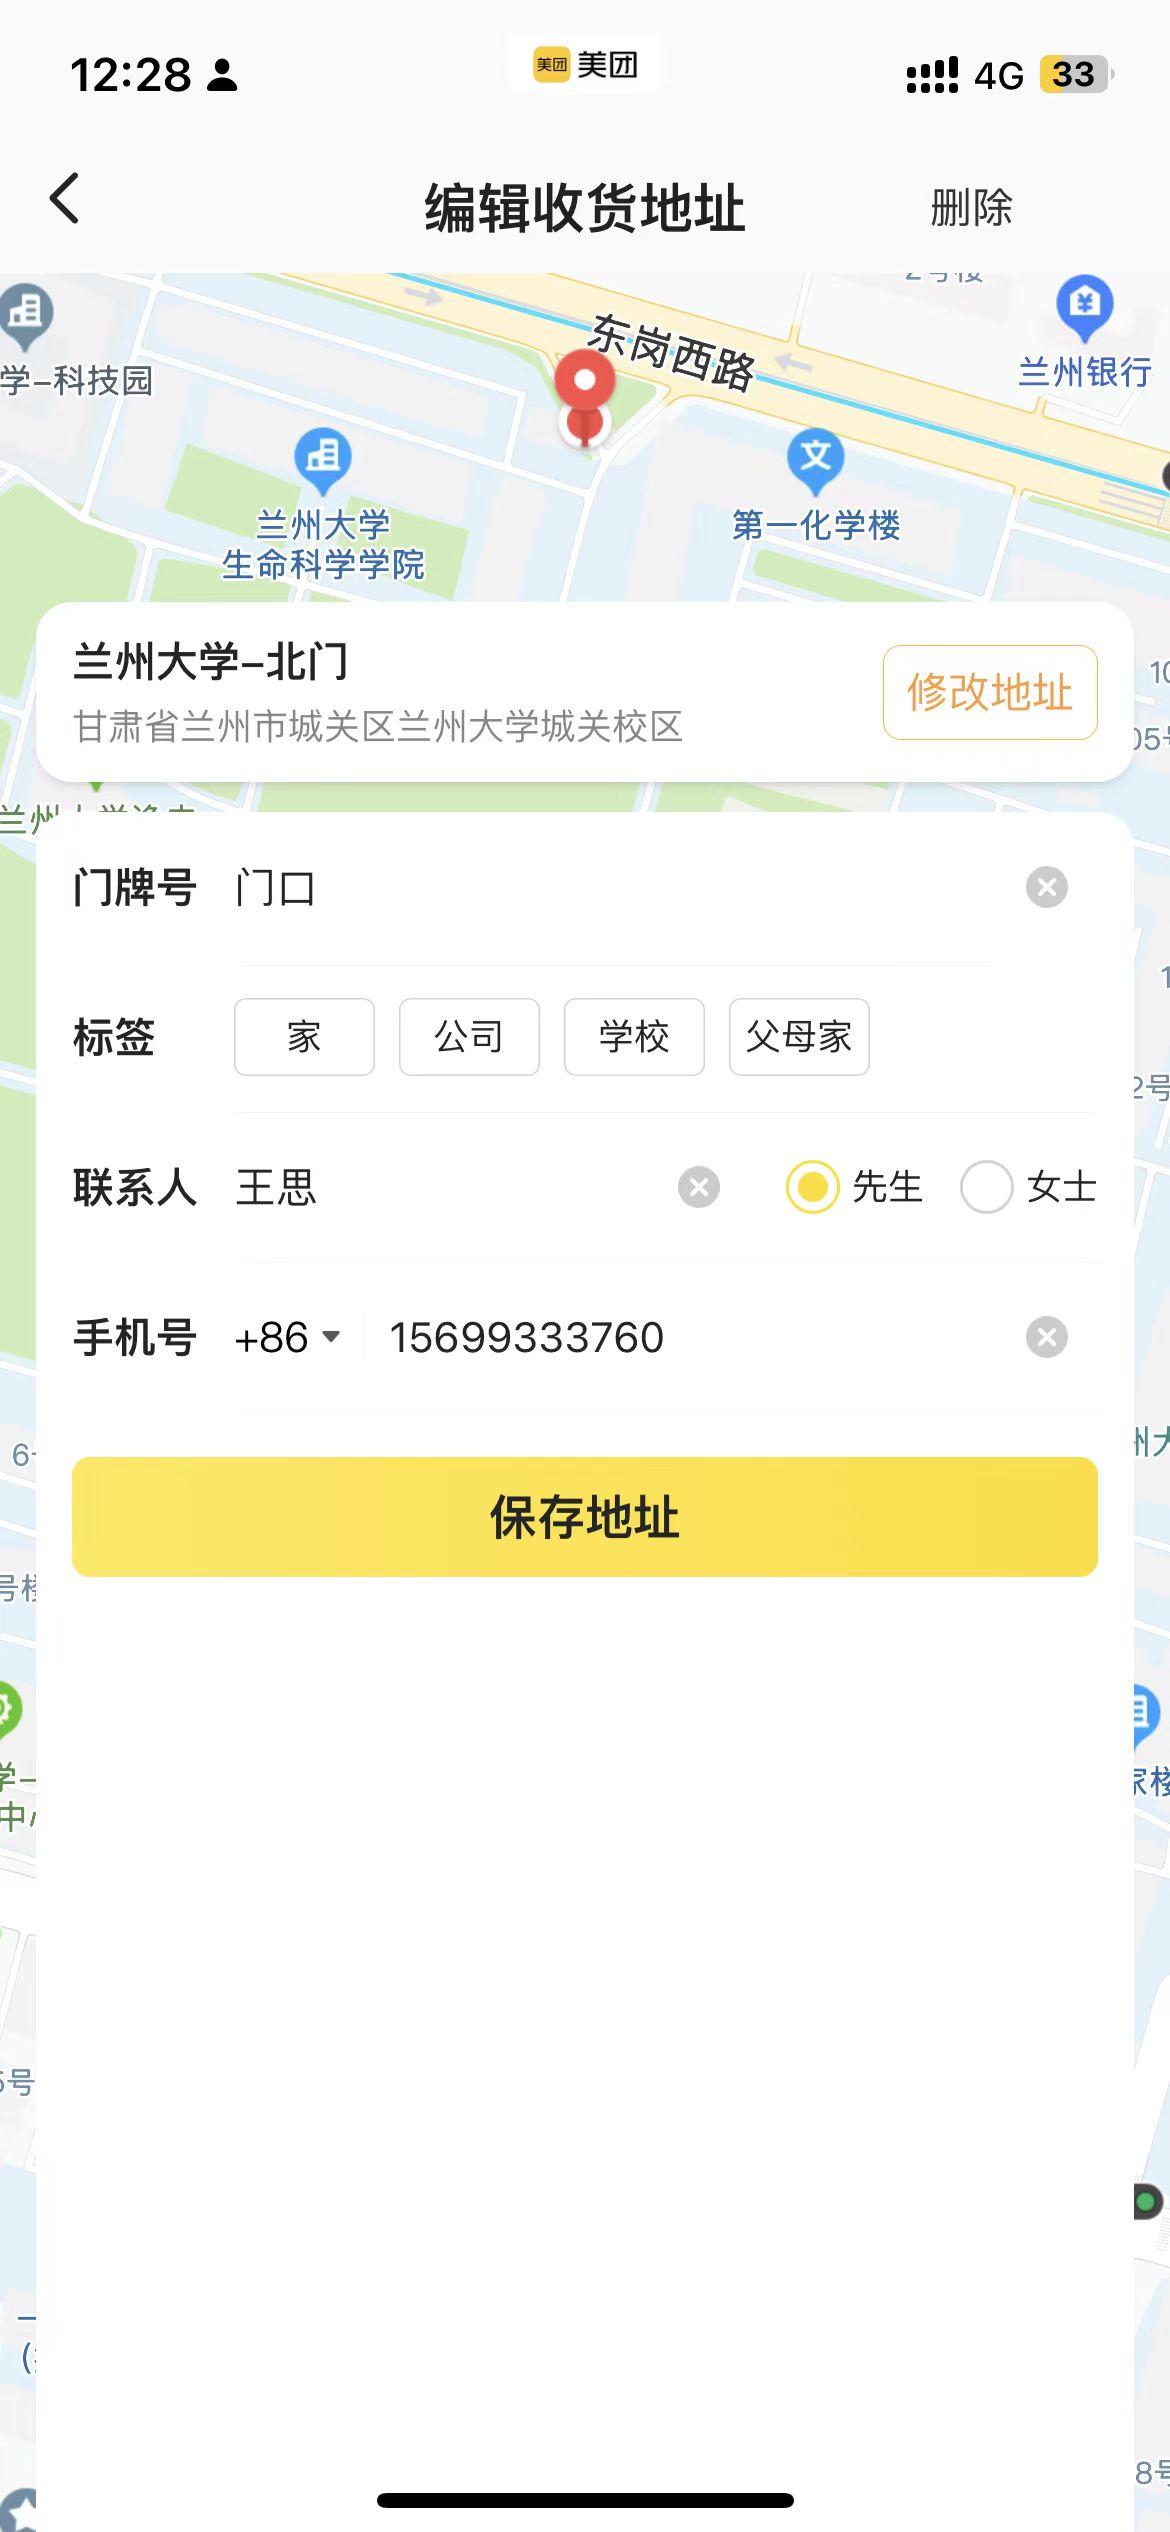 12:28
美团 美团
4G 33
编辑收货地址
删除
2号楼
东岗西路
学-科技园
兰州银行
兰州大学
生命科学学院
文
第一化学楼
兰州大学-北门
甘肃省兰州市城关区兰州大学城关校区
修改地址
门牌号 门口
标签 家 公司 学校 父母家
联系人 王思 先生 女士
手机号 +86 15699333760
保存地址